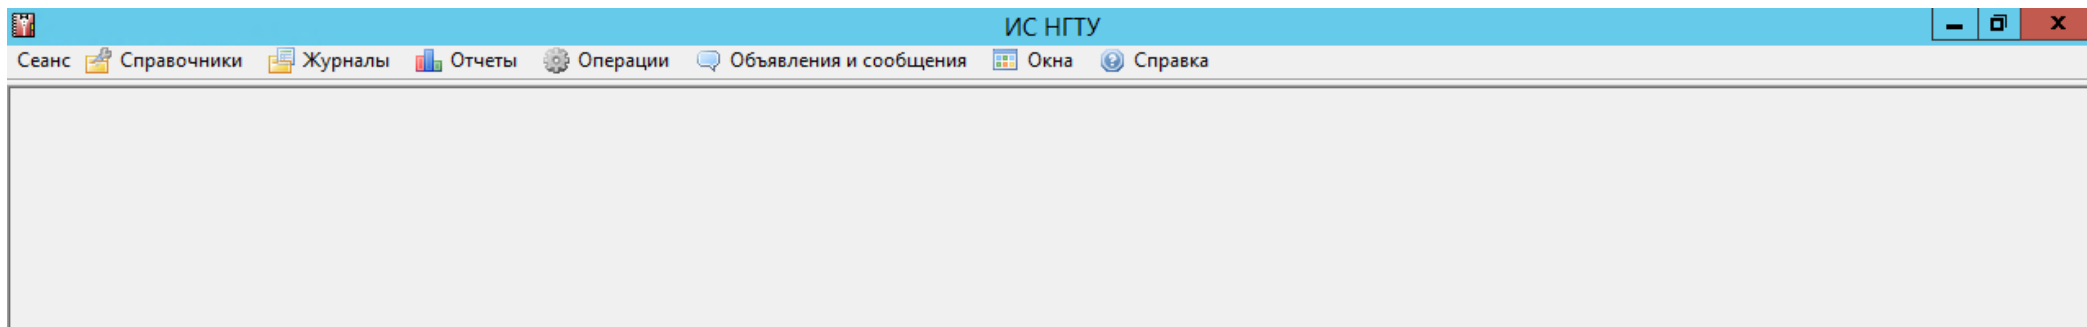 ИС НГТУ
Сеанс Справочники Журналы Отчеты Операции Объявления и сообщения Окна Справка